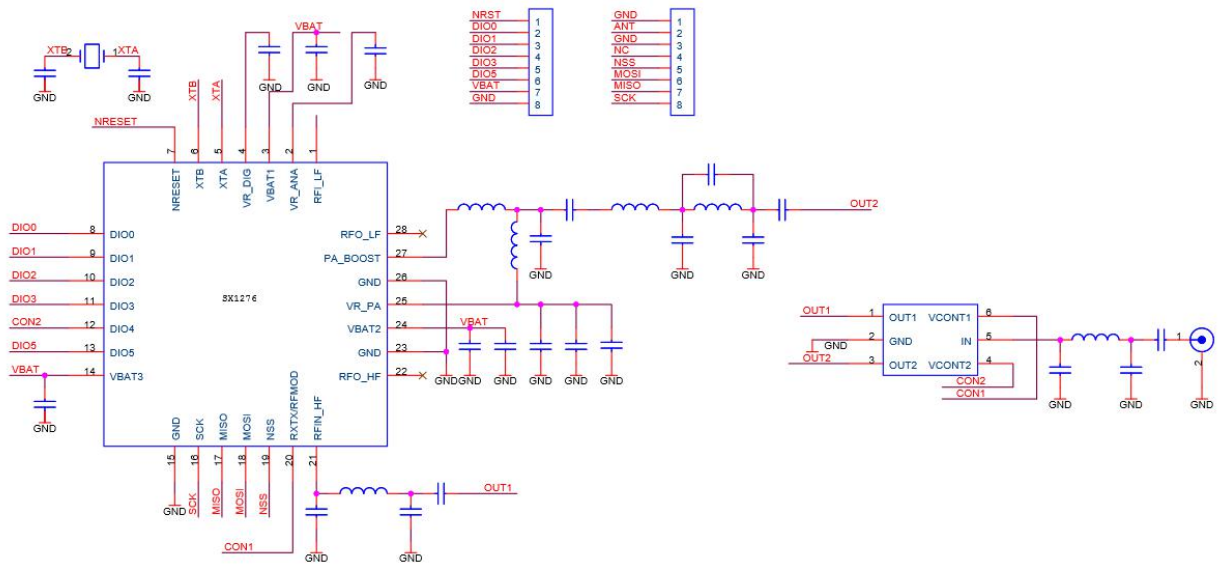 NRST 1
DIO0 2
DIO1 3
DIO2 4
DIO3 5
DIO5 6
VBAT 7
GND 8
GND 1
ANT 2
GND 3
NC 4
NSS 5
MOSI 6
MISO 7
SCK 8
XTB 2 1 XTA
GND GND
VBAT
GND GND GND
NRESET XTB XTA
7 6 5 4 3 2 1
NRESET XTB XTA VR_DIG VBAT1 VR_ANA RFI_LF
DIO0 8 DIO0
DIO1 9 DIO1
DIO2 10 DIO2
DIO3 11 DIO3
CON2 12 DIO4
DIO5 13 DIO5
VBAT 14 VBAT3
GND
SX1276
RFO_LF 28
PA_BOOST 27
GND 26
VR_PA 25
VBAT2 24 VBAT
GND 23
RFO_HF 22
GND GND GND GND GND
OUT2
GND GND GND
GND SCK MISO MOSI NSS RXTX/RFMOD RFIN_HF
15 16 17 18 19 20 21
GND SCK MISO MOSI NSS
CON1
OUT1
GND GND
OUT1 1 OUT1 VCONT1 6
GND 2 GND IN 5
OUT2 3 OUT2 VCONT2 4
CON2
CON1
1
2
GND GND GND